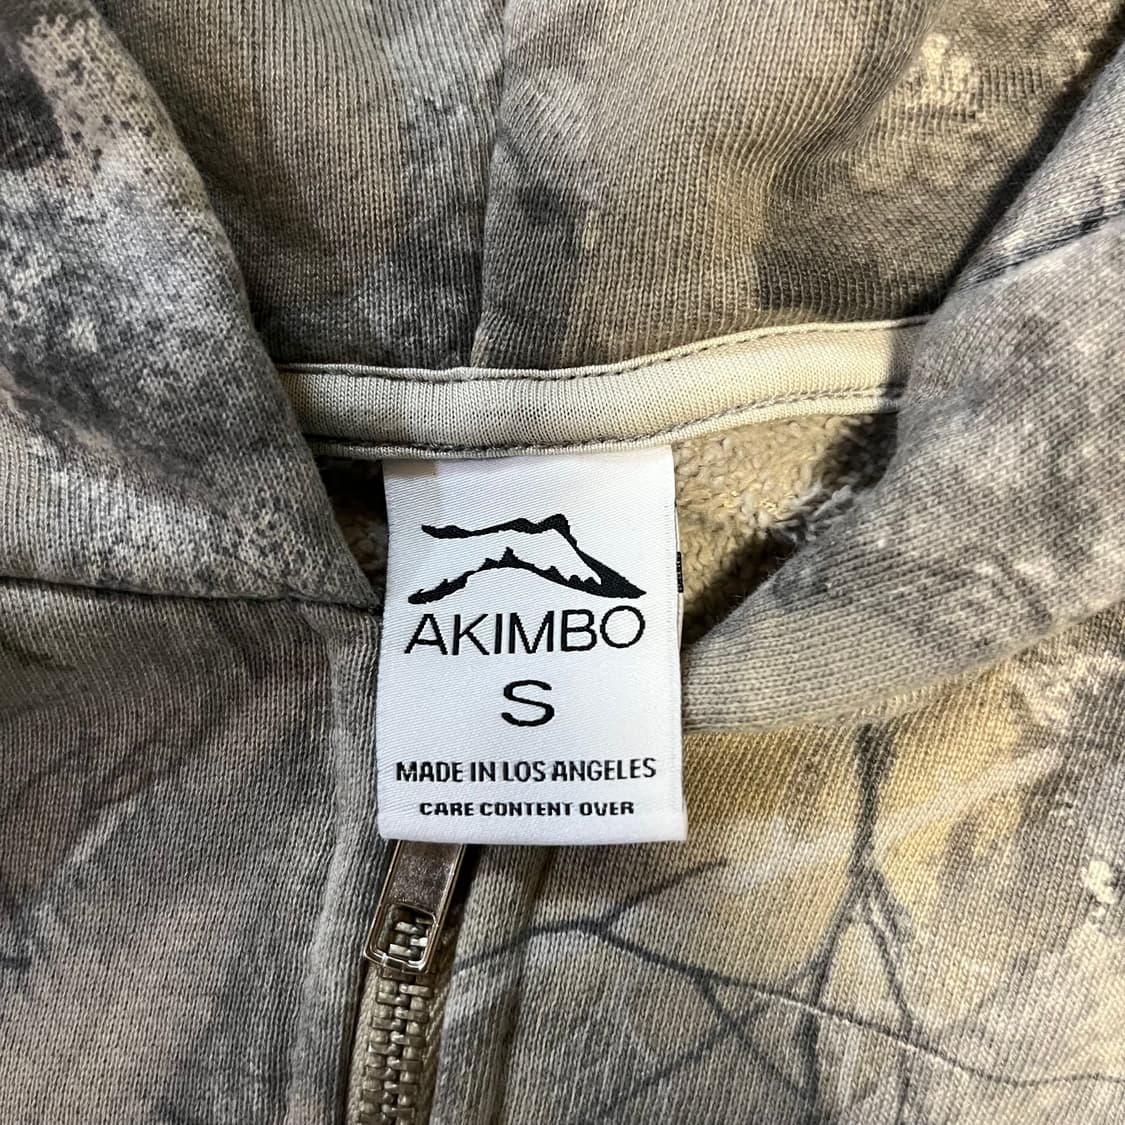 AKIMBO
S
MADE IN LOS ANGELES
CARE CONTENT OVER